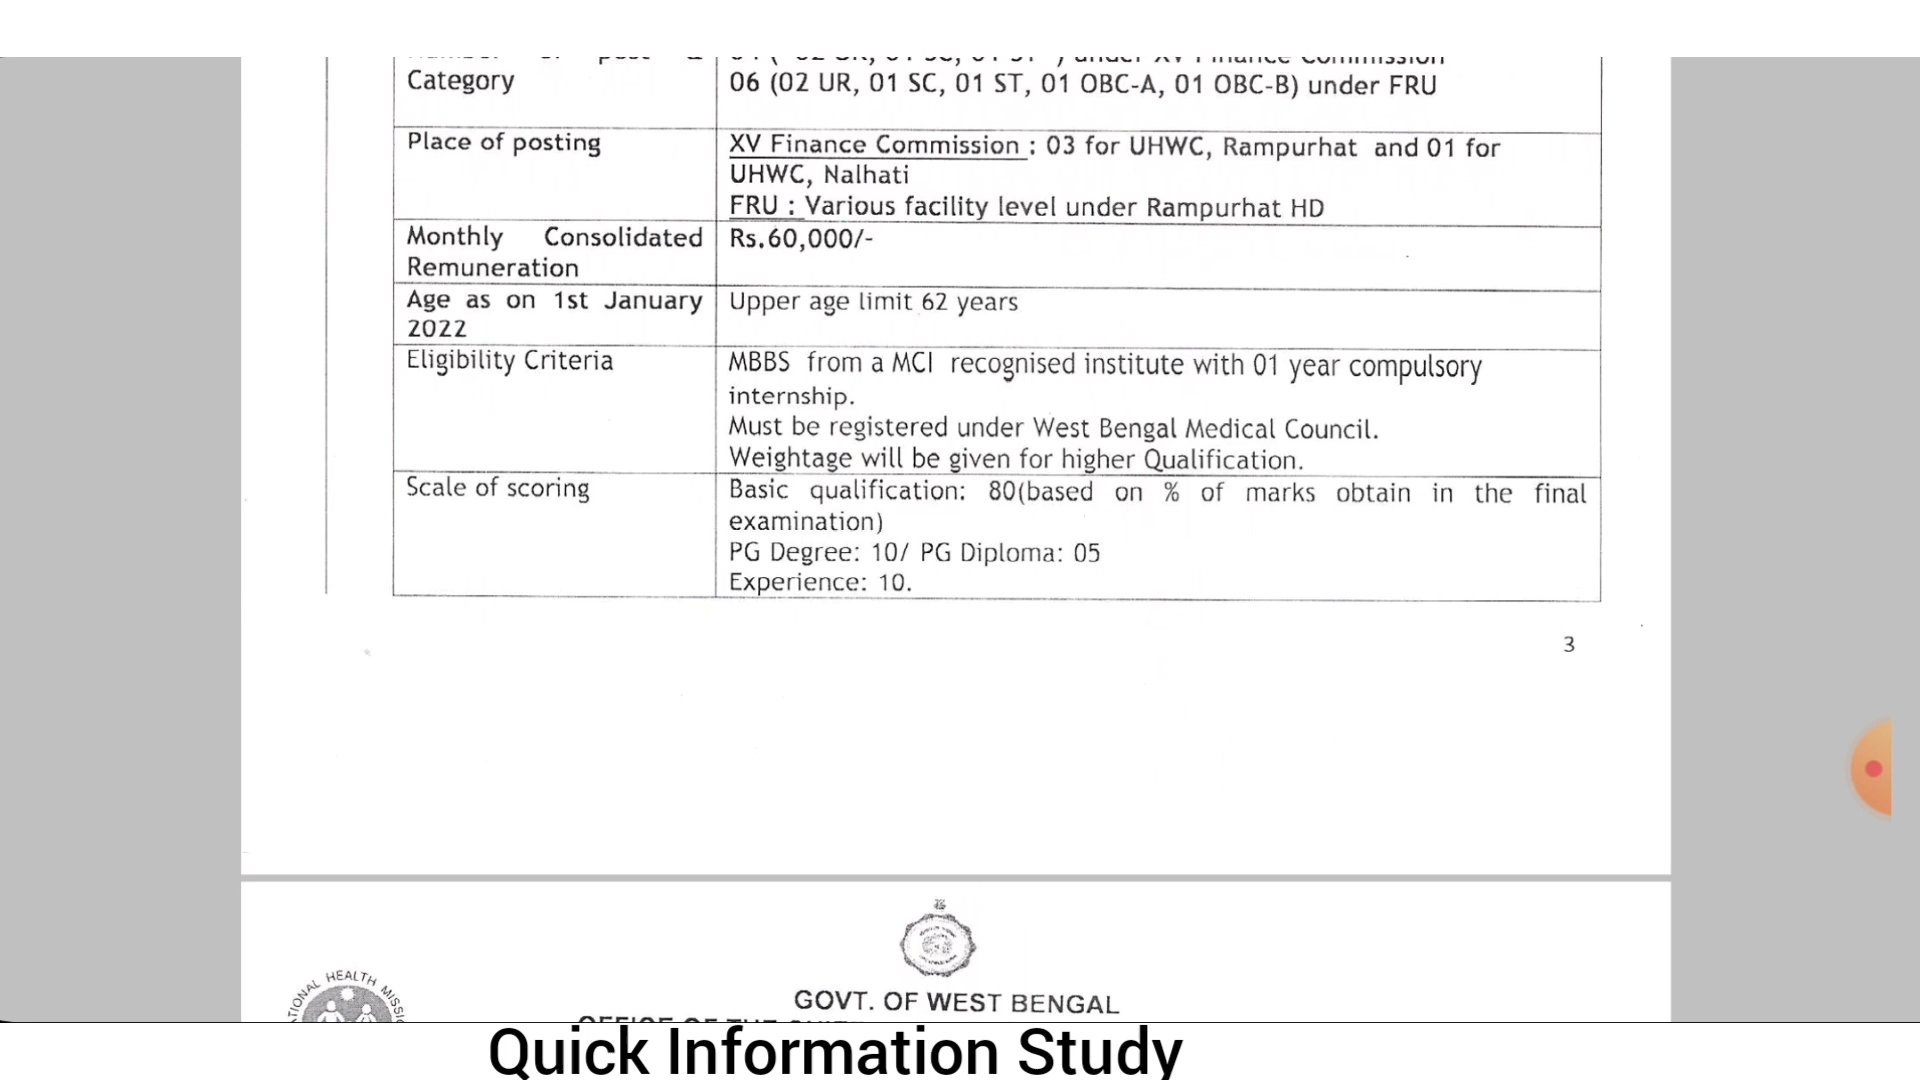 Category
06 (02 UR, 01 SC, 01 ST, 01 OBC-A, 01 OBC-B) under FRU
Place of posting
XV Finance Commission : 03 for UHWC, Rampurhat and 01 for
UHWC, Nalhati
FRU : Various facility level under Rampurhat HD
Monthly Consolidated
Remuneration
Rs.60,000/-
Age as on 1st January
2022
Upper age limit 62 years
Eligibility Criteria
MBBS from a MCI recognised institute with 01 year compulsory
internship.
Must be registered under West Bengal Medical Council.
Weightage will be given for higher Qualification.
Scale of scoring
Basic qualification: 80(based on % of marks obtain in the final
examination)
PG Degree: 10/ PG Diploma: 05
Experience: 10.
3
HEALTH
GOVT. OF WEST BENGAL
Quick Information Study